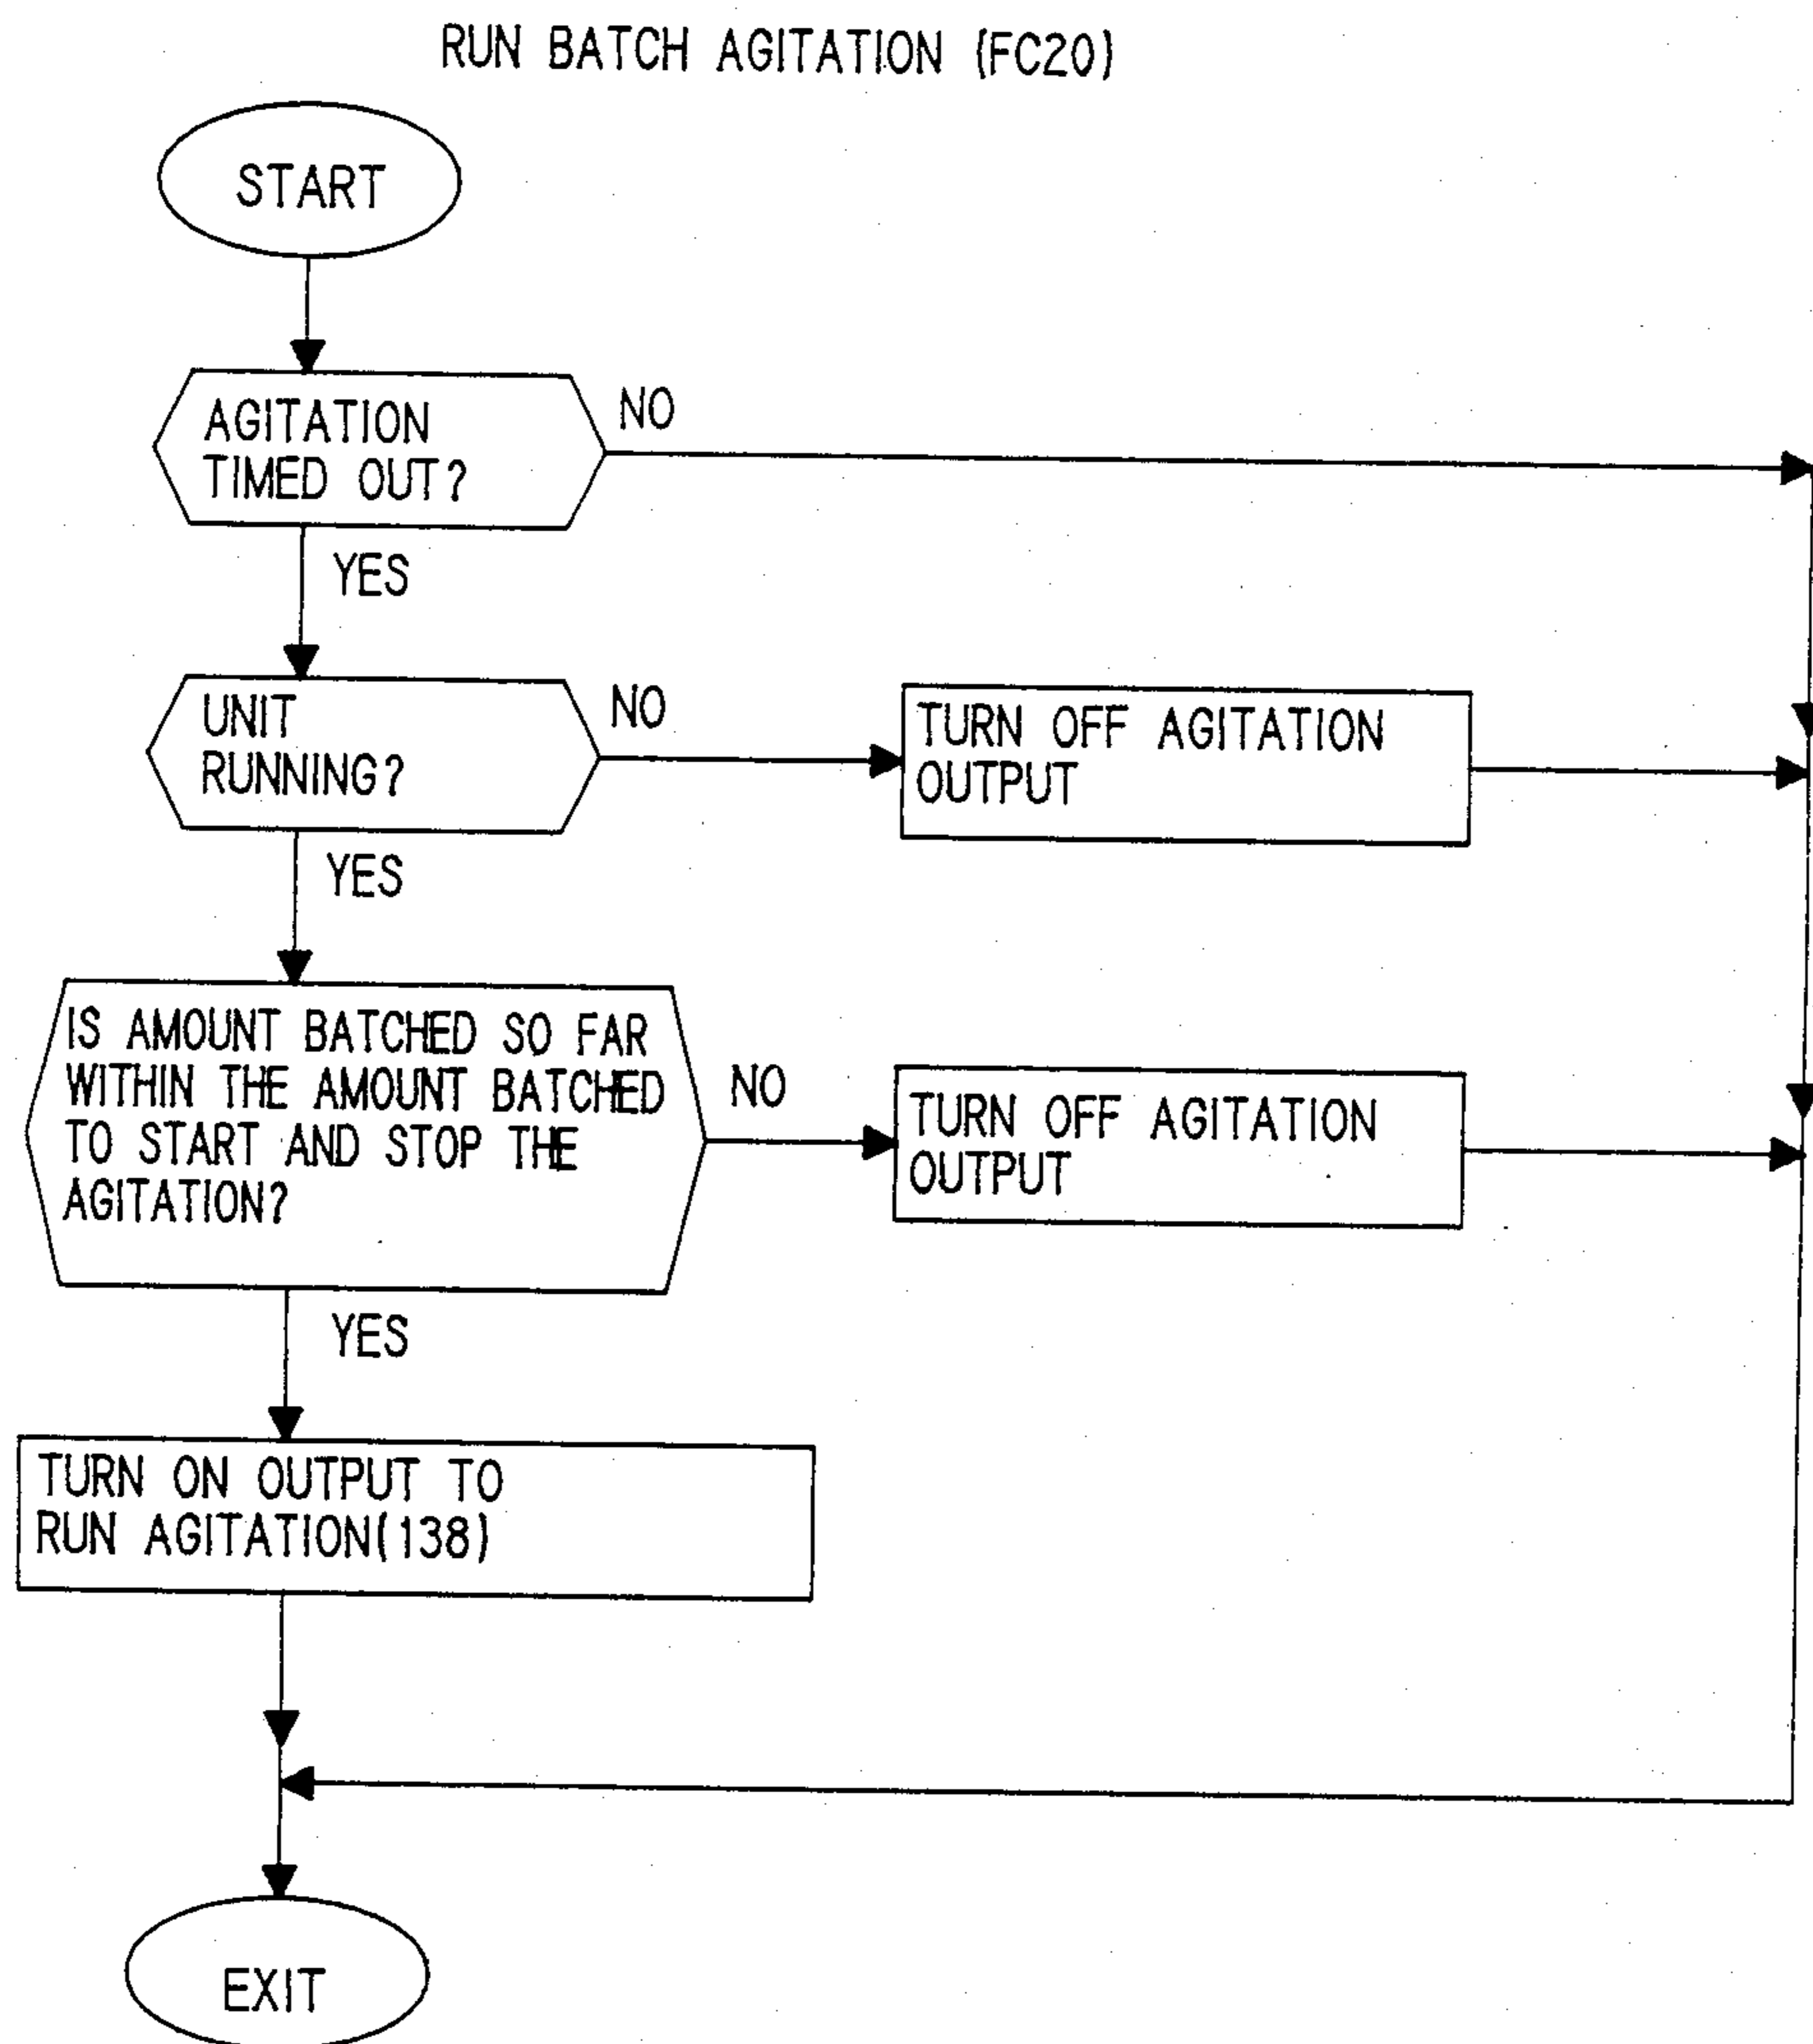 RUN BATCH AGITATION (FC20)
START
AGITATION
TIMED OUT?
NO
YES
UNIT
RUNNING?
NO
TURN OFF AGITATION
OUTPUT
YES
IS AMOUNT BATCHED SO FAR
WITHIN THE AMOUNT BATCHED
TO START AND STOP THE
AGITATION?
NO
TURN OFF AGITATION
OUTPUT
YES
TURN ON OUTPUT TO
RUN AGITATION(138)
EXIT